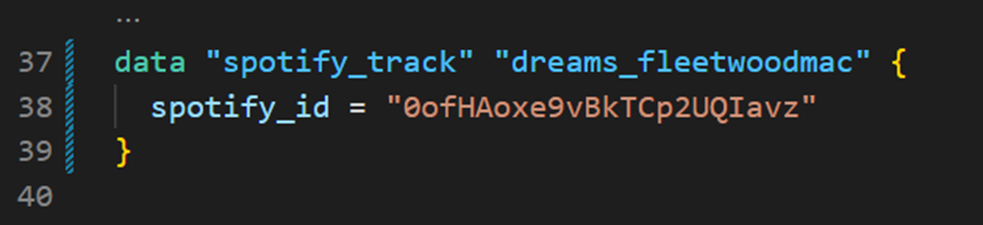 ...
37 data "spotify_track" "dreams_fleetwoodmac" {
38 spotify_id = "0ofHAoxe9vBkTCp2UQIavz"
39 }
40